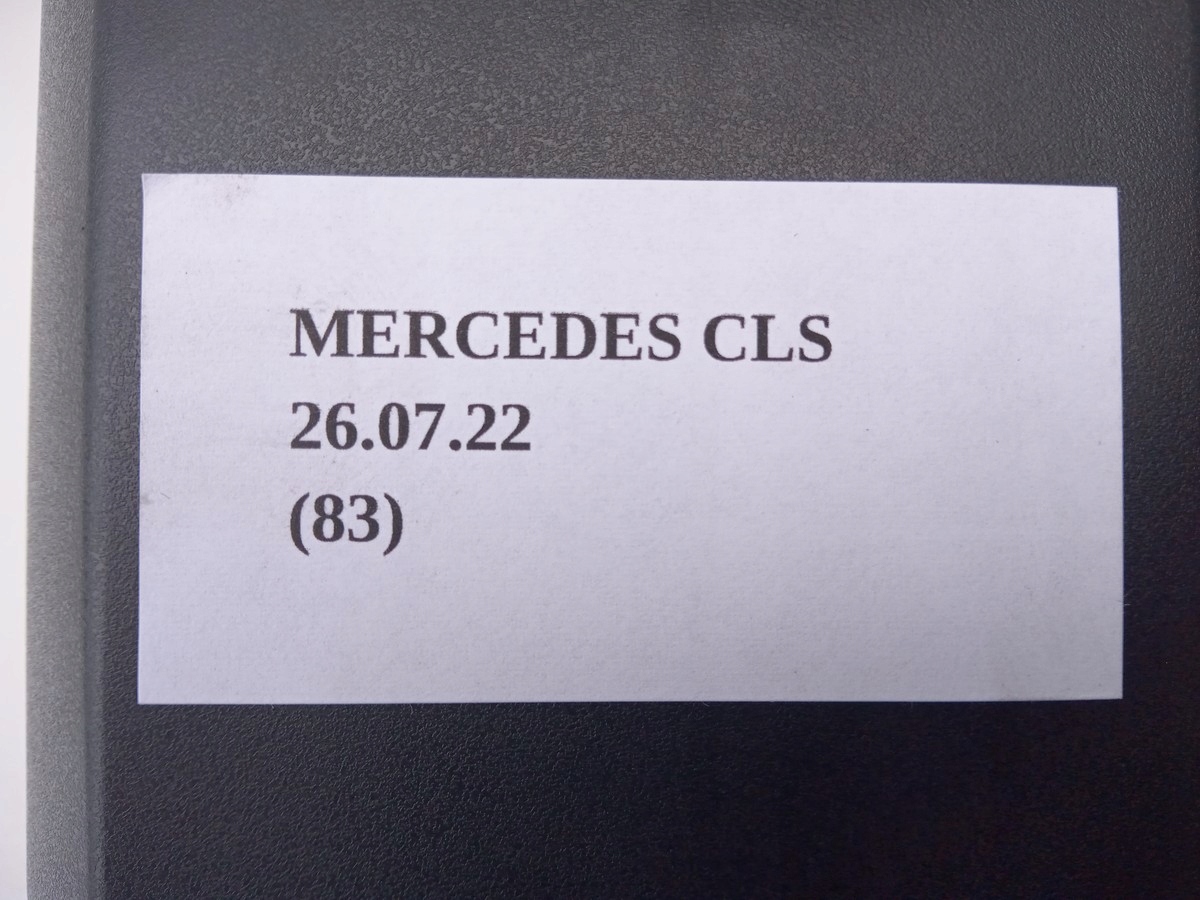 MERCEDES CLS
26.07.22
(83)